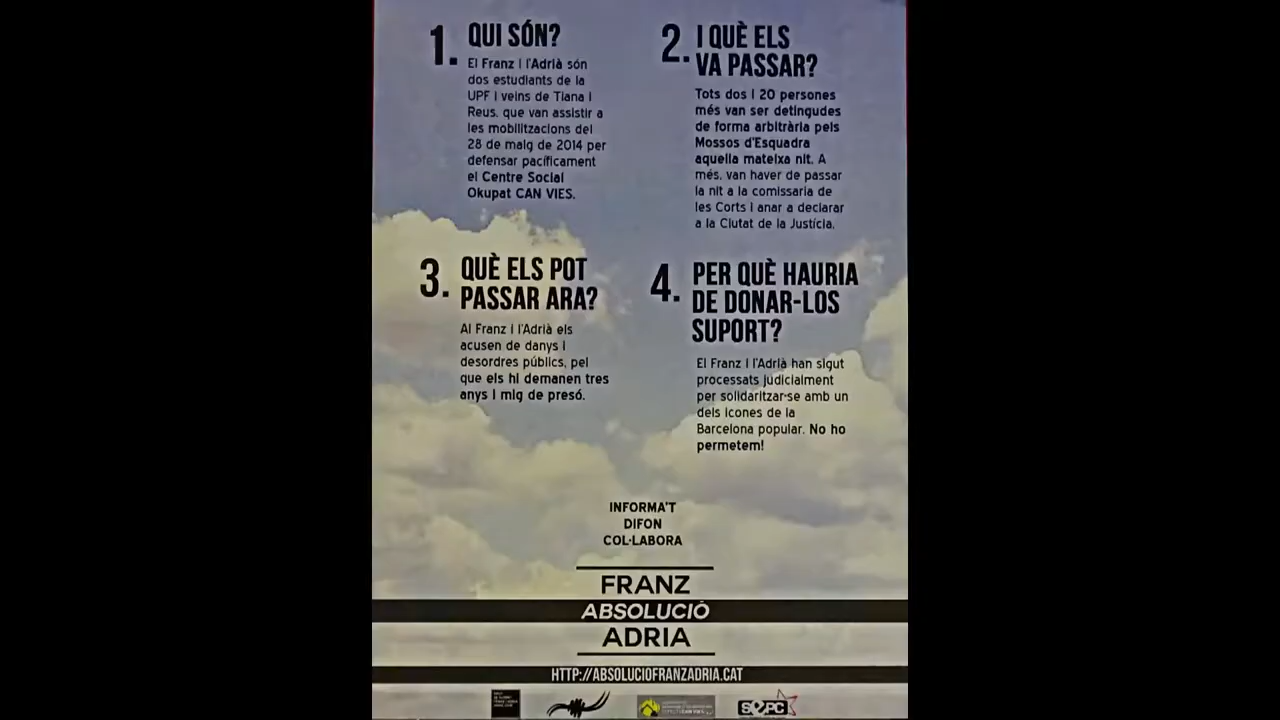 1. QUI SÓN?
El Franz i l'Adrià són
dos estudiants de la
UPF i veïns de Tiana i
Reus, que van assistir a
les mobilitzacions del
28 de maig de 2014 per
defensar pacíficament
el Centre Social
Okupat CAN VIES.
2. I QUÈ ELS
VA PASSAR?
Tots dos i 20 persones
més van ser detingudes
de forma arbitrària pels
Mossos d'Esquadra
aquella mateixa nit. A
més, van haver de passar
la nit a la comissaria de
les Corts i anar a declarar
a la Ciutat de la Justícia.
3. QUÈ ELS POT
PASSAR ARA?
Al Franz i l'Adrià els
acusen de danys i
desordres públics, pel
que els hi demanen tres
anys i mig de presó.
4. PER QUÈ HAURIA
DE DONAR-LOS
SUPORT?
El Franz i l'Adrià han sigut
processats judicialment
per solidaritzar-se amb un
dels icones de la
Barcelona popular. No ho
permetem!
INFORMA'T
DIFON
COL·LABORA
FRANZ
ABSOLUCIÓ
ADRIA
HTTP://ABSOLUCIOFRANZADRIA.CAT
SEPC